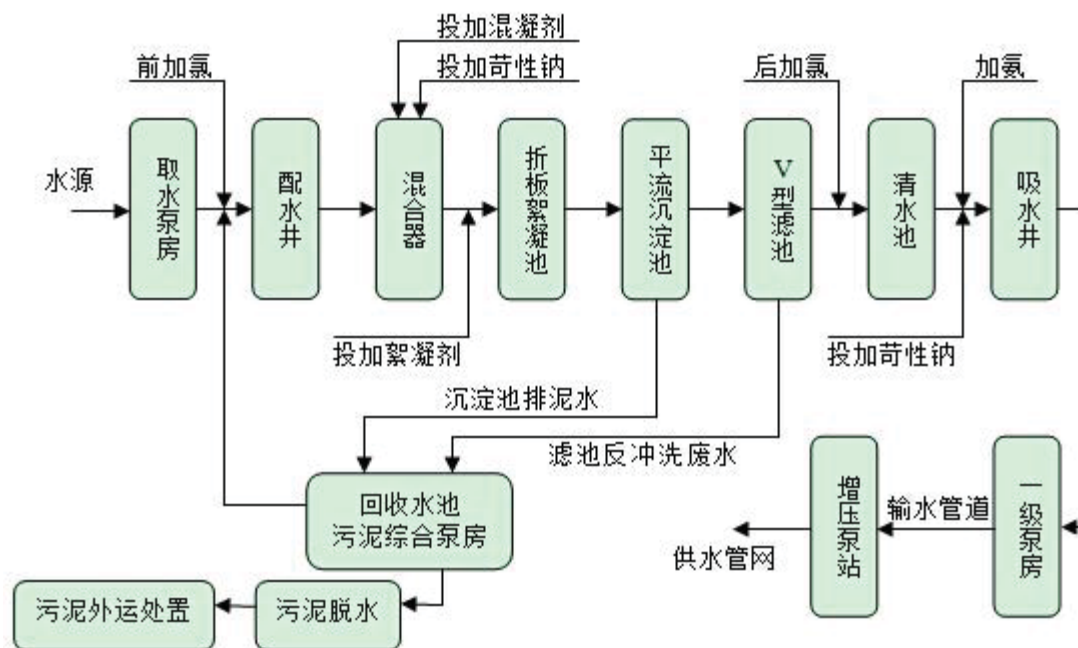 投加混凝剂
前加氯
投加苛性钠
后加氯
加氨
水源
取水泵房
配水井
混合器
折板絮凝池
平流沉淀池
V型滤池
清水池
吸水井
投加絮凝剂
投加苛性钠
沉淀池排泥水
滤池反冲洗废水
回收水池
污泥综合泵房
增压泵站
输水管道
一级泵房
供水管网
污泥外运处置
污泥脱水